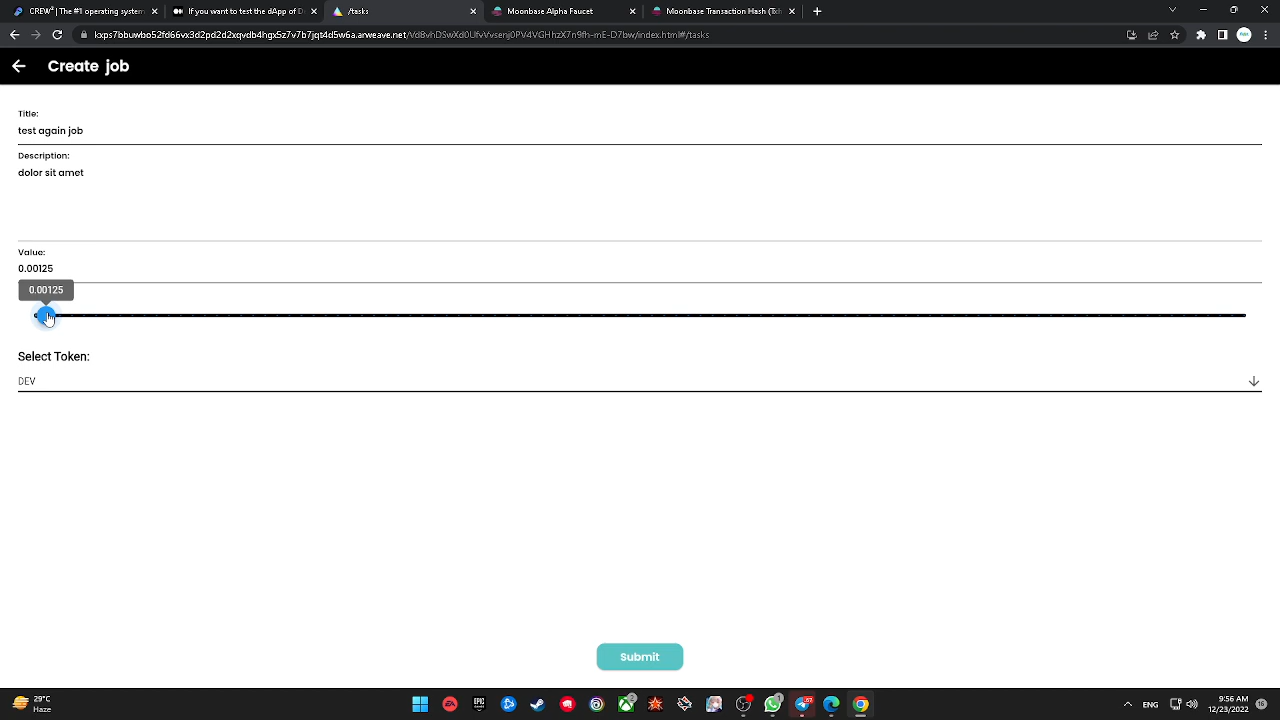 CREW³ | The #1 operating system
If you want to test the dApp of D
/tasks
Moonbase Alpha Faucet
Moonbase Transaction Hash (Txh
Create job
Title:
test again job
Description:
dolor sit amet
Value:
0.00125
0.00125
Select Token:
DEV
Submit
29°C
Haze
ENG
9:56 AM
12/23/2022